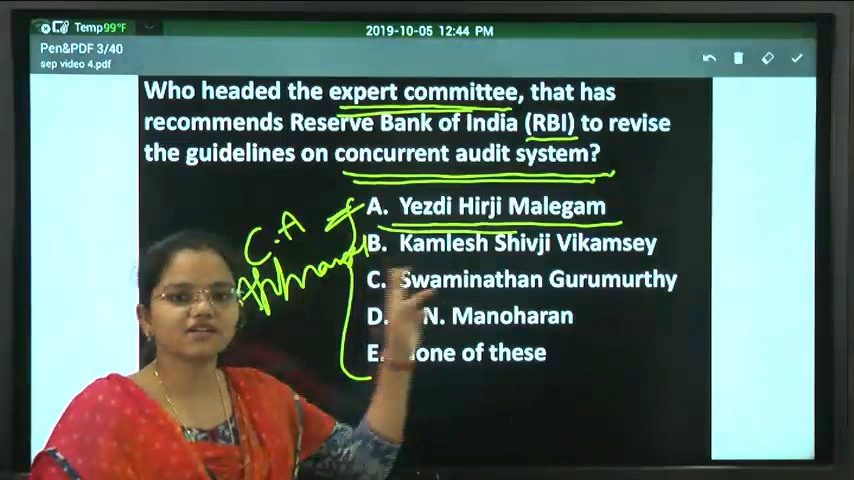 Temp99°F
2019-10-05 12:44 PM
Pen&PDF 3/40
sep video 4.pdf
Who headed the expert committee, that has
recommends Reserve Bank of India (RBI) to revise
the guidelines on concurrent audit system?
A. Yezdi Hirji Malegam
B. Kamlesh Shivji Vikamsey
C. Swaminathan Gurumurthy
D. N. Manoharan
E. None of these
C.A